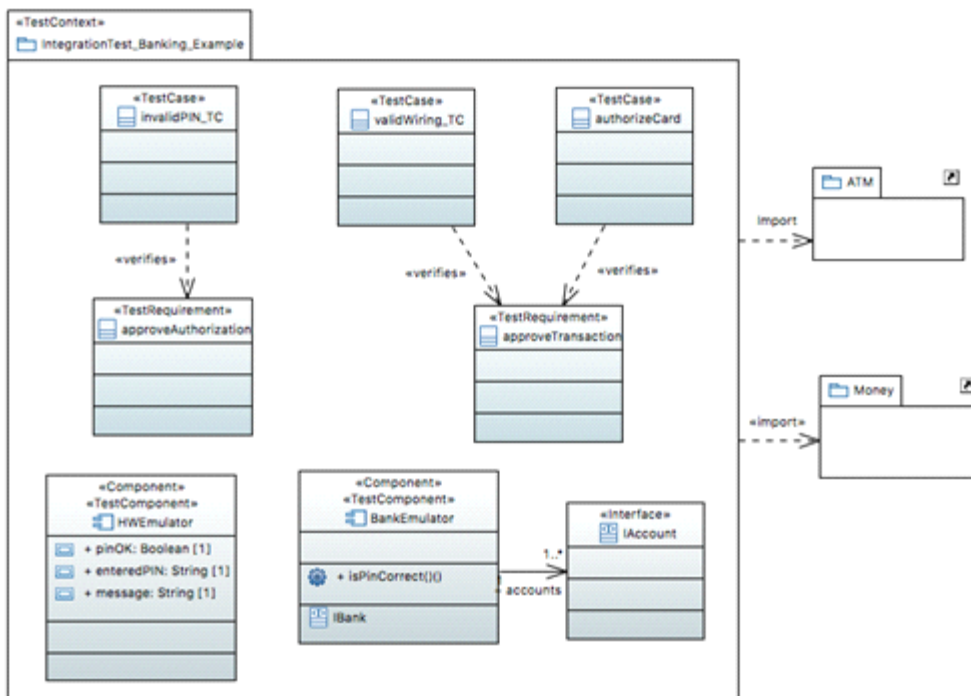 «TestContext»
IntegrationTest_Banking_Example
«TestCase»
invalidPIN_TC
«TestCase»
validWiring_TC
«TestCase»
authorizeCard
«verifies»
«verifies»
«verifies»
«TestRequirement»
approveAuthorization
«TestRequirement»
approveTransaction
«Component»
«TestComponent»
HWEmulator
+ pinOK: Boolean [1]
+ enteredPIN: String [1]
+ message: String [1]
«Component»
«TestComponent»
BankEmulator
+ isPinCorrect()()
IBank
1..*
1
accounts
«Interface»
IAccount
Import
ATM
«import»
Money